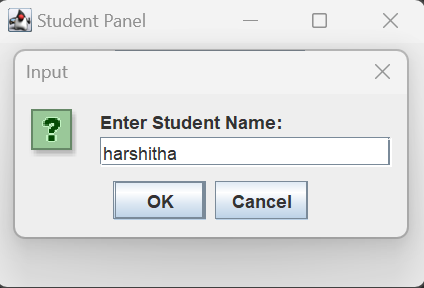 Student Panel
Input
?
Enter Student Name:
harshitha
OK
Cancel